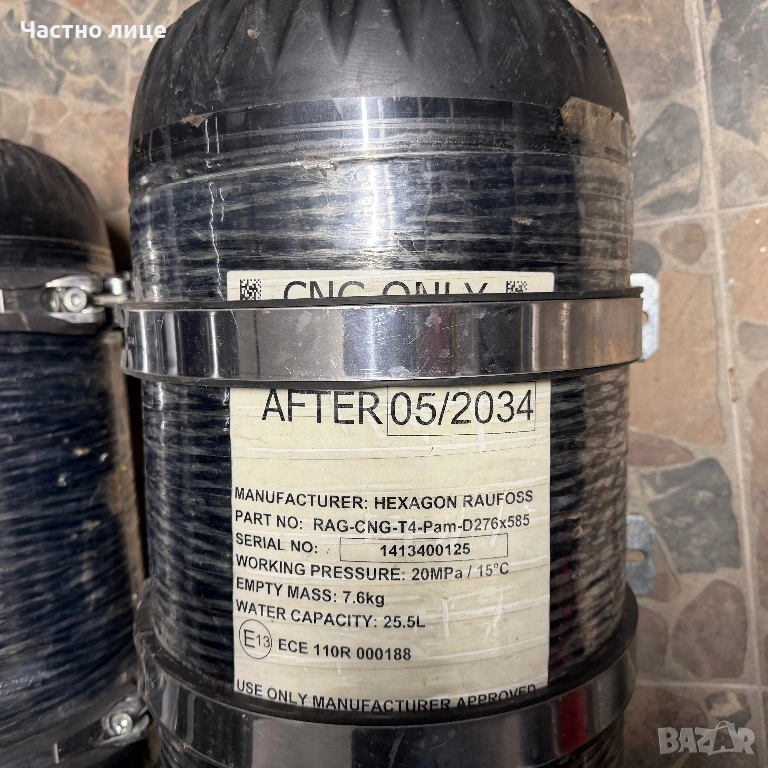 Частно лице
CNG ONLY
AFTER 05/2034
MANUFACTURER: HEXAGON RAUFOSS
PART NO: RAG-CNG-T4-Pam-D276x585
SERIAL NO: 1413400125
WORKING PRESSURE: 20MPa / 15°C
EMPTY MASS: 7.6kg
WATER CAPACITY: 25.5L
E13 ECE 110R 000188
USE ONLY MANUFACTURER APPROVED
BAZAR